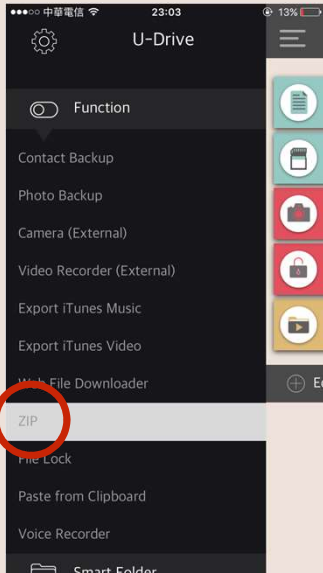 中華電信 23:03 13%
U-Drive
Function
Contact Backup
Photo Backup
Camera (External)
Video Recorder (External)
Export iTunes Music
Export iTunes Video
Web File Downloader
ZIP
File Lock
Paste from Clipboard
Voice Recorder
Smart Folder